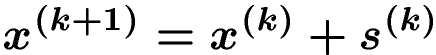 x^{(k+1)} = x^{(k)} + s^{(k)}